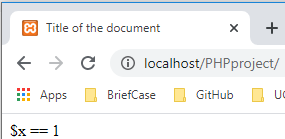 Title of the document
localhost/PHPproject/
Apps BriefCase GitHub
$x == 1